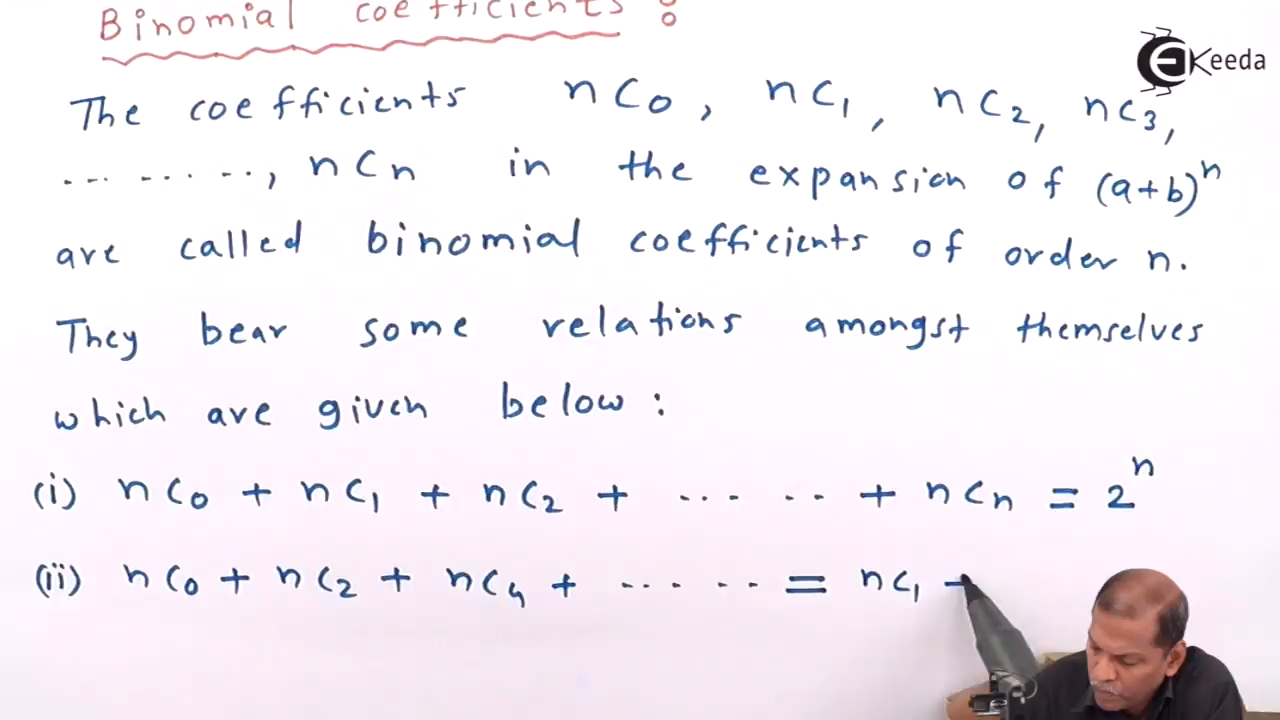 Binomial coefficients :
Keeda
The coefficients nC₀, nC₁, nC₂, nC₃,
... ... .., nCn in the expansion of (a+b)ⁿ
are called binomial coefficients of order n.
They bear some relations amongst themselves
which are given below :
(i) nC₀ + nC₁ + nC₂ + ... .. + nCn = 2ⁿ
(ii) nC₀ + nC₂ + nC₄ + ... .. = nC₁ -